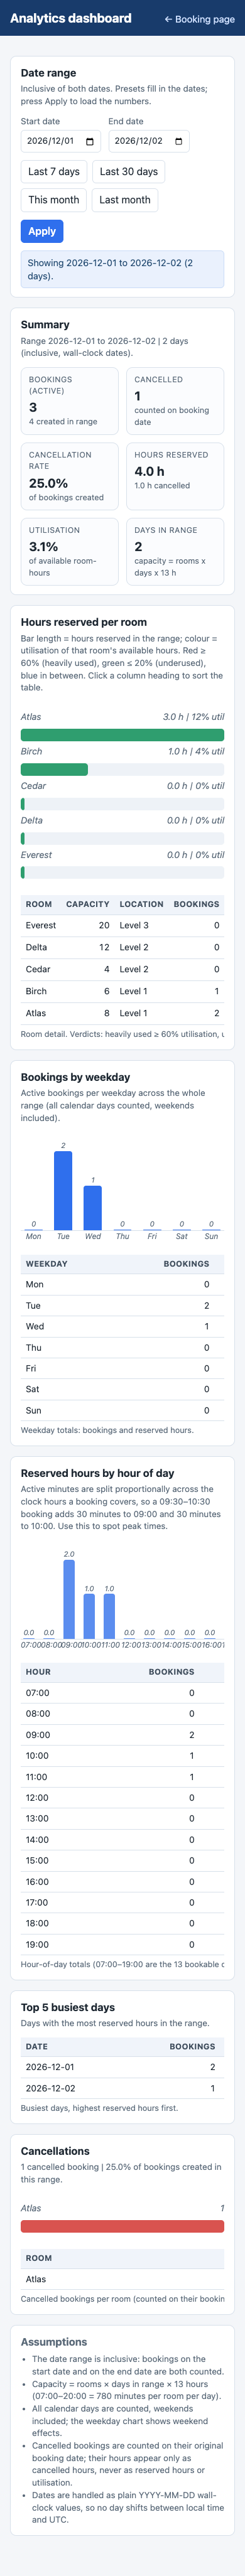 Analytics dashboard
← Booking page
Date range
Inclusive of both dates. Presets fill in the dates;
press Apply to load the numbers.
Start date
End date
2026/12/01
2026/12/02
Last 7 days
Last 30 days
This month
Last month
Apply
Showing 2026-12-01 to 2026-12-02 (2
days).
Summary
Range 2026-12-01 to 2026-12-02 | 2 days
(inclusive, wall-clock dates).
BOOKINGS
(ACTIVE)
3
4 created in range
CANCELLED
1
counted on booking
date
CANCELLATION
RATE
25.0%
of bookings created
HOURS RESERVED
4.0 h
1.0 h cancelled
UTILISATION
3.1%
of available room-
hours
DAYS IN RANGE
2
capacity = rooms x
days x 13 h
Hours reserved per room
Bar length = hours reserved in the range; colour =
utilisation of that room's available hours. Red ≥
60% (heavily used), green ≤ 20% (underused),
blue in between. Click a column heading to sort the
table.
Atlas 3.0 h / 12% util
Birch 1.0 h / 4% util
Cedar 0.0 h / 0% util
Delta 0.0 h / 0% util
Everest 0.0 h / 0% util
ROOM CAPACITY LOCATION BOOKINGS
Everest 20 Level 3 0
Delta 12 Level 2 0
Cedar 4 Level 2 0
Birch 6 Level 1 1
Atlas 8 Level 1 2
Room detail. Verdicts: heavily used ≥ 60% utilisation, u
Bookings by weekday
Active bookings per weekday across the whole
range (all calendar days counted, weekends
included).
0 2 1 0 0 0 0
Mon Tue Wed Thu Fri Sat Sun
WEEKDAY BOOKINGS
Mon 0
Tue 2
Wed 1
Thu 0
Fri 0
Sat 0
Sun 0
Weekday totals: bookings and reserved hours.
Reserved hours by hour of day
Active minutes are split proportionally across the
clock hours a booking covers, so a 09:30–10:30
booking adds 30 minutes to 09:00 and 30 minutes
to 10:00. Use this to spot peak times.
0.0 0.0 2.0 1.0 1.0 0.0 0.0 0.0 0.0 0.0
07:00 08:00 09:00 10:00 11:00 12:00 13:00 14:00 15:00 16:00
HOUR BOOKINGS
07:00 0
08:00 0
09:00 2
10:00 1
11:00 1
12:00 0
13:00 0
14:00 0
15:00 0
16:00 0
17:00 0
18:00 0
19:00 0
Hour-of-day totals (07:00–19:00 are the 13 bookable c
Top 5 busiest days
Days with the most reserved hours in the range.
DATE BOOKINGS
2026-12-01 2
2026-12-02 1
Busiest days, highest reserved hours first.
Cancellations
1 cancelled booking | 25.0% of bookings created in
this range.
Atlas 1
ROOM
Atlas
Cancelled bookings per room (counted on their bookin
Assumptions
• The date range is inclusive: bookings on the
start date and on the end date are both counted.
• Capacity = rooms × days in range × 13 hours
(07:00–20:00 = 780 minutes per room per day).
• All calendar days are counted, weekends
included; the weekday chart shows weekend
effects.
• Cancelled bookings are counted on their original
booking date; their hours appear only as
cancelled hours, never as reserved hours or
utilisation.
• Dates are handled as plain YYYY-MM-DD wall-
clock values, so no day shifts between local time
and UTC.